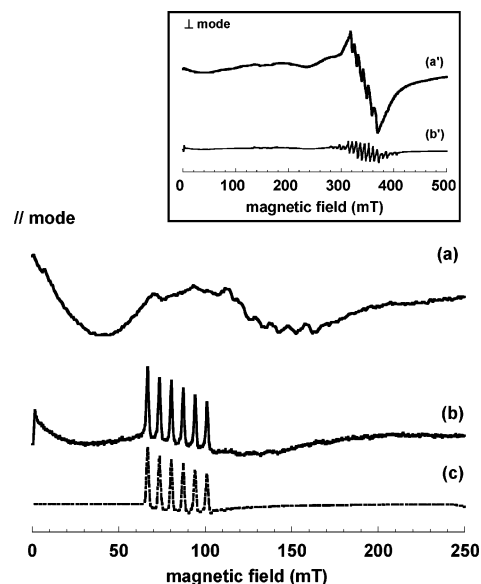 ⊥ mode
(a')
(b')
0 100 200 300 400 500
magnetic field (mT)
// mode
(a)
(b)
(c)
0 50 100 150 200 250
magnetic field (mT)